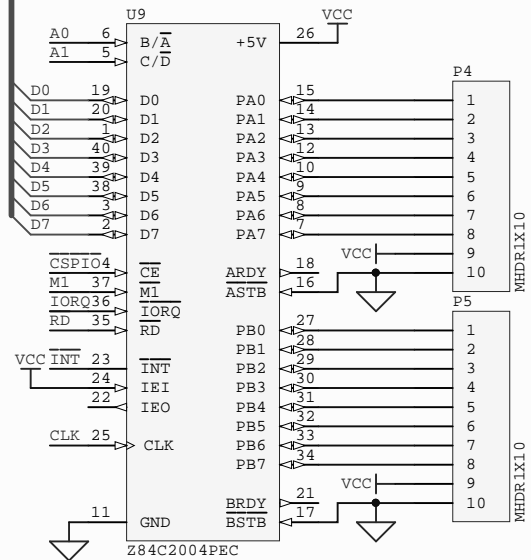 U9
VCC
A0 6 B/A +5V 26
A1 5 C/D
P4
D0 19 D0 PA0 15 1
D1 20 D1 PA1 14 2
D2 1 D2 PA2 13 3
D3 40 D3 PA3 12 4
D4 39 D4 PA4 10 5
D5 38 D5 PA5 9 6
D6 3 D6 PA6 8 7
D7 2 D7 PA7 7 8
VCC 9
CSPIO 4 CE ARDY 18 10
M1 37 M1 ASTB 16
MHDR1X10
IORQ 36 IORQ
RD 35 RD
P5
PB0 27 1
PB1 28 2
VCC INT 23 INT PB2 29 3
24 IEI PB3 30 4
22 IEO PB4 31 5
PB5 32 6
CLK 25 CLK PB6 33 7
PB7 34 8
VCC 9
BRDY 21 10
11 GND BSTB 17
MHDR1X10
Z84C2004PEC